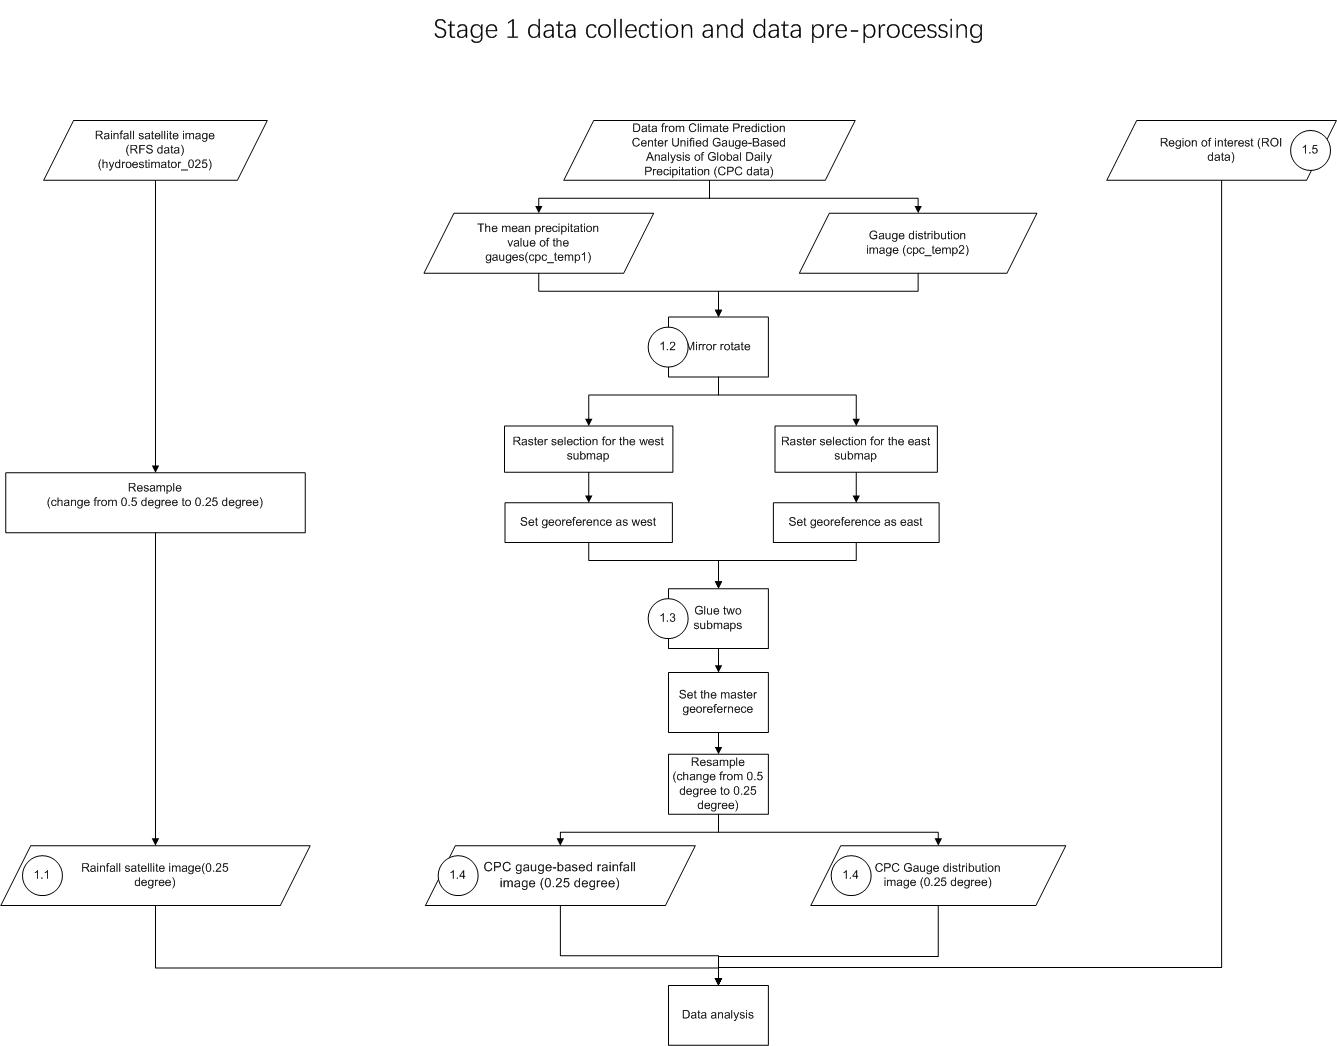 Stage 1 data collection and data pre-processing
Rainfall satellite image
(RFS data)
(hydroestimator_025)
Data from Climate Prediction
Center Unified Gauge-Based
Analysis of Global Daily
Precipitation (CPC data)
Region of interest (ROI
data)
1.5
The mean precipitation
value of the
gauges(cpc_temp1)
Gauge distribution
image (cpc_temp2)
1.2
Mirror rotate
Raster selection for the west
submap
Raster selection for the east
submap
Resample
(change from 0.5 degree to 0.25 degree)
Set georeference as west
Set georeference as east
1.3
Glue two
submaps
Set the master
georefernece
Resample
(change from 0.5
degree to 0.25
degree)
1.1
Rainfall satellite image(0.25
degree)
1.4
CPC gauge-based rainfall
image (0.25 degree)
1.4
CPC Gauge distribution
image (0.25 degree)
Data analysis